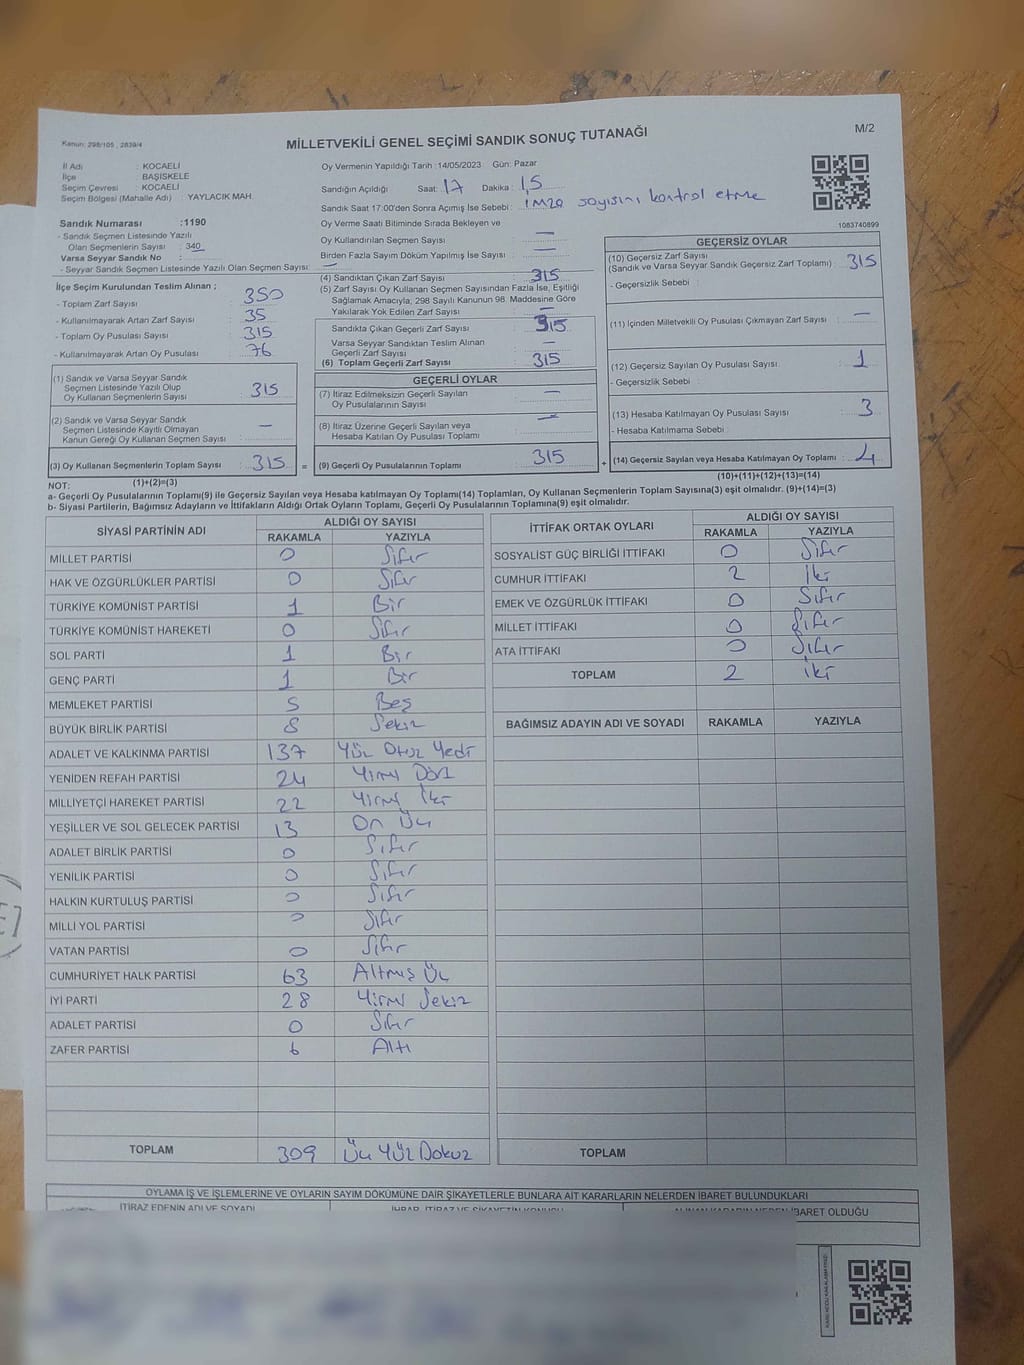 Kanun: 298/105 , 2839/4
MİLLETVEKİLİ GENEL SEÇİMİ SANDIK SONUÇ TUTANAĞI
M/2
İl Adı : KOCAELİ
İlçe : BAŞİSKELE
Seçim Çevresi : KOCAELİ
Seçim Bölgesi (Mahalle Adı) : YAYLACIK MAH.
Oy Vermenin Yapıldığı Tarih :14/05/2023 Gün: Pazar
Sandığın Açıldığı Saat: 17 Dakika : 15
Sandık Saat 17:00'den Sonra Açımış İse Sebebi : imza sayısını kontrol etme
1083740899
Sandık Numarası :1190
- Sandık Seçmen Listesinde Yazılı
Olan Seçmenlerin Sayısı : 340
Varsa Seyyar Sandık No :
- Seyyar Sandık Seçmen Listesinde Yazılı Olan Seçmen Sayısı : —
Oy Verme Saati Bitiminde Sırada Bekleyen ve
Oy Kullandırılan Seçmen Sayısı —
Birden Fazla Sayım Döküm Yapılmış İse Sayısı : —
İlçe Seçim Kurulundan Teslim Alınan ;
- Toplam Zarf Sayısı : 350
- Kullanılmayarak Artan Zarf Sayısı : 35
- Toplam Oy Pusulası Sayısı : 315
- Kullanılmayarak Artan Oy Pusulası : 76
(1) Sandık ve Varsa Seyyar Sandık
Seçmen Listesinde Yazılı Olup
Oy Kullanan Seçmenlerin Sayısı : 315
(2) Sandık ve Varsa Seyyar Sandık
Seçmen Listesinde Kayıtlı Olmayan
Kanun Gereği Oy Kullanan Seçmen Sayısı : —
(3) Oy Kullanan Seçmenlerin Toplam Sayısı : 315
(1)+(2)=(3)
(4) Sandıktan Çıkan Zarf Sayısı : 315
(5) Zarf Sayısı Oy Kullanan Seçmen Sayısından Fazla İse, Eşitliği
Sağlamak Amacıyla, 298 Sayılı Kanunun 98. Maddesine Göre
Yakılarak Yok Edilen Zarf Sayısı : —
Sandıkta Çıkan Geçerli Zarf Sayısı : 315
Varsa Seyyar Sandıktan Teslim Alınan
Geçerli Zarf Sayısı : —
(6) Toplam Geçerli Zarf Sayısı : 315
GEÇERLİ OYLAR
(7) İtiraz Edilmeksizin Geçerli Sayılan
Oy Pusulalarının Sayısı : —
(8) İtiraz Üzerine Geçerli Sayılan veya
Hesaba Katılan Oy Pusulası Toplamı : —
= (9) Geçerli Oy Pusulalarının Toplamı : 315
GEÇERSİZ OYLAR
(10) Geçersiz Zarf Sayısı
(Sandık ve Varsa Seyyar Sandık Geçersiz Zarf Toplamı) : 315
- Geçersizlik Sebebi :
(11) İçinden Milletvekili Oy Pusulası Çıkmayan Zarf Sayısı : —
(12) Geçersiz Sayılan Oy Pusulası Sayısı : 1
- Geçersizlik Sebebi :
(13) Hesaba Katılmayan Oy Pusulası Sayısı : 3
- Hesaba Katılmama Sebebi :
+ (14) Geçersiz Sayılan veya Hesaba Katılmayan Oy Toplamı : 4
(10)+(11)+(12)+(13)=(14)
NOT:
a- Geçerli Oy Pusulalarının Toplamı(9) ile Geçersiz Sayılan veya Hesaba katılmayan Oy Toplamı(14) Toplamları, Oy Kullanan Seçmenlerin Toplam Sayısına(3) eşit olmalıdır. (9)+(14)=(3)
b- Siyasi Partilerin, Bağımsız Adayların ve İttifakların Aldığı Ortak Oyların Toplamı, Geçerli Oy Pusulalarının Toplamına(9) eşit olmalıdır.
SİYASİ PARTİNİN ADI ALDIĞI OY SAYISI
RAKAMLA YAZIYLA
MİLLET PARTİSİ 0 Sıfır
HAK VE ÖZGÜRLÜKLER PARTİSİ 0 Sıfır
TÜRKİYE KOMÜNİST PARTİSİ 1 Bir
TÜRKİYE KOMÜNİST HAREKETİ 0 Sıfır
SOL PARTİ 1 Bir
GENÇ PARTİ 1 Bir
MEMLEKET PARTİSİ 5 Beş
BÜYÜK BİRLİK PARTİSİ 8 Sekiz
ADALET VE KALKINMA PARTİSİ 137 Yüz Otuz Yedi
YENİDEN REFAH PARTİSİ 24 Yirmi Dört
MİLLİYETÇİ HAREKET PARTİSİ 22 Yirmi İki
YEŞİLLER VE SOL GELECEK PARTİSİ 13 On Üç
ADALET BİRLİK PARTİSİ 0 Sıfır
YENİLİK PARTİSİ 0 Sıfır
HALKIN KURTULUŞ PARTİSİ 0 Sıfır
MİLLİ YOL PARTİSİ 0 Sıfır
VATAN PARTİSİ 0 Sıfır
CUMHURİYET HALK PARTİSİ 63 Altmış Üç
İYİ PARTİ 28 Yirmi Sekiz
ADALET PARTİSİ 0 Sıfır
ZAFER PARTİSİ 6 Altı
TOPLAM 309 Üç Yüz Dokuz
İTTİFAK ORTAK OYLARI ALDIĞI OY SAYISI
RAKAMLA YAZIYLA
SOSYALİST GÜÇ BİRLİĞİ İTTİFAKI 0 Sıfır
CUMHUR İTTİFAKI 2 İki
EMEK VE ÖZGÜRLÜK İTTİFAKI 0 Sıfır
MİLLET İTTİFAKI 0 Sıfır
ATA İTTİFAKI 0 Sıfır
TOPLAM 2 İki
BAĞIMSIZ ADAYIN ADI VE SOYADI RAKAMLA YAZIYLA
TOPLAM
OYLAMA İŞ VE İŞLEMLERİNE VE OYLARIN SAYIM DÖKÜMÜNE DAİR ŞİKAYETLERLE BUNLARA AİT KARARLARIN NELERDEN İBARET BULUNDUKLARI
İTİRAZ EDENİN ADI VE SOYADI İHBAR, İTİRAZ VE ŞİKAYETİN KONUSU ALINAN KARARIN NEDEN İBARET OLDUĞU